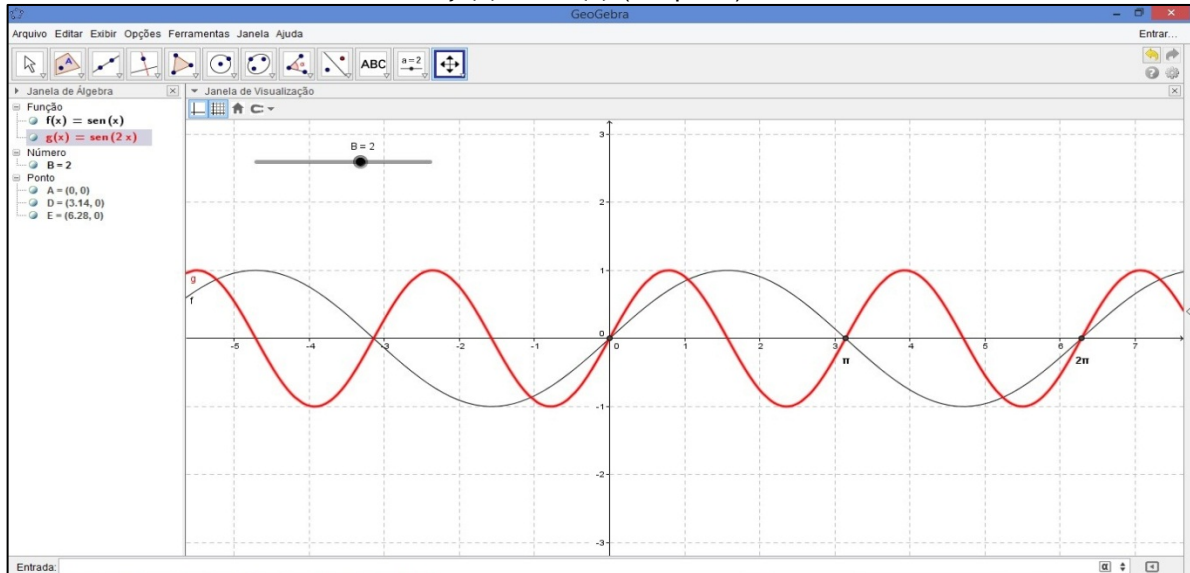 GeoGebra
Arquivo Editar Exibir Opções Ferramentas Janela Ajuda
Entrar...
ABC
a=2
Janela de Álgebra
Janela de Visualização
Função
f(x) = sen(x)
g(x) = sen(2 x)
Número
B = 2
Ponto
A = (0, 0)
D = (3.14, 0)
E = (6.28, 0)
B = 2
3
2
1
0
-1
-2
-3
g
f
-5 -4 -3 -2 -1 0 1 2 3 4 5 6 7
π
2π
Entrada:
α